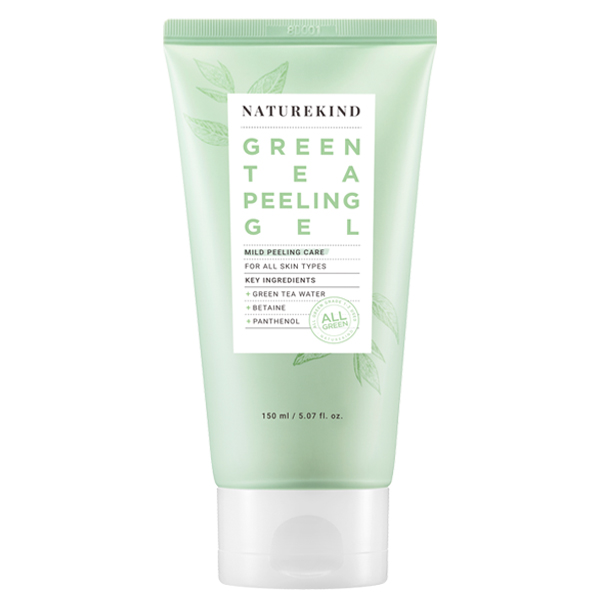 NATUREKIND
GREEN
TEA
PEELING
GEL
MILD PEELING CARE
FOR ALL SKIN TYPES
KEY INGREDIENTS
+ GREEN TEA WATER
+ BETAINE
+ PANTHENOL
ALL
GREEN
150 ml / 5.07 fl. oz.